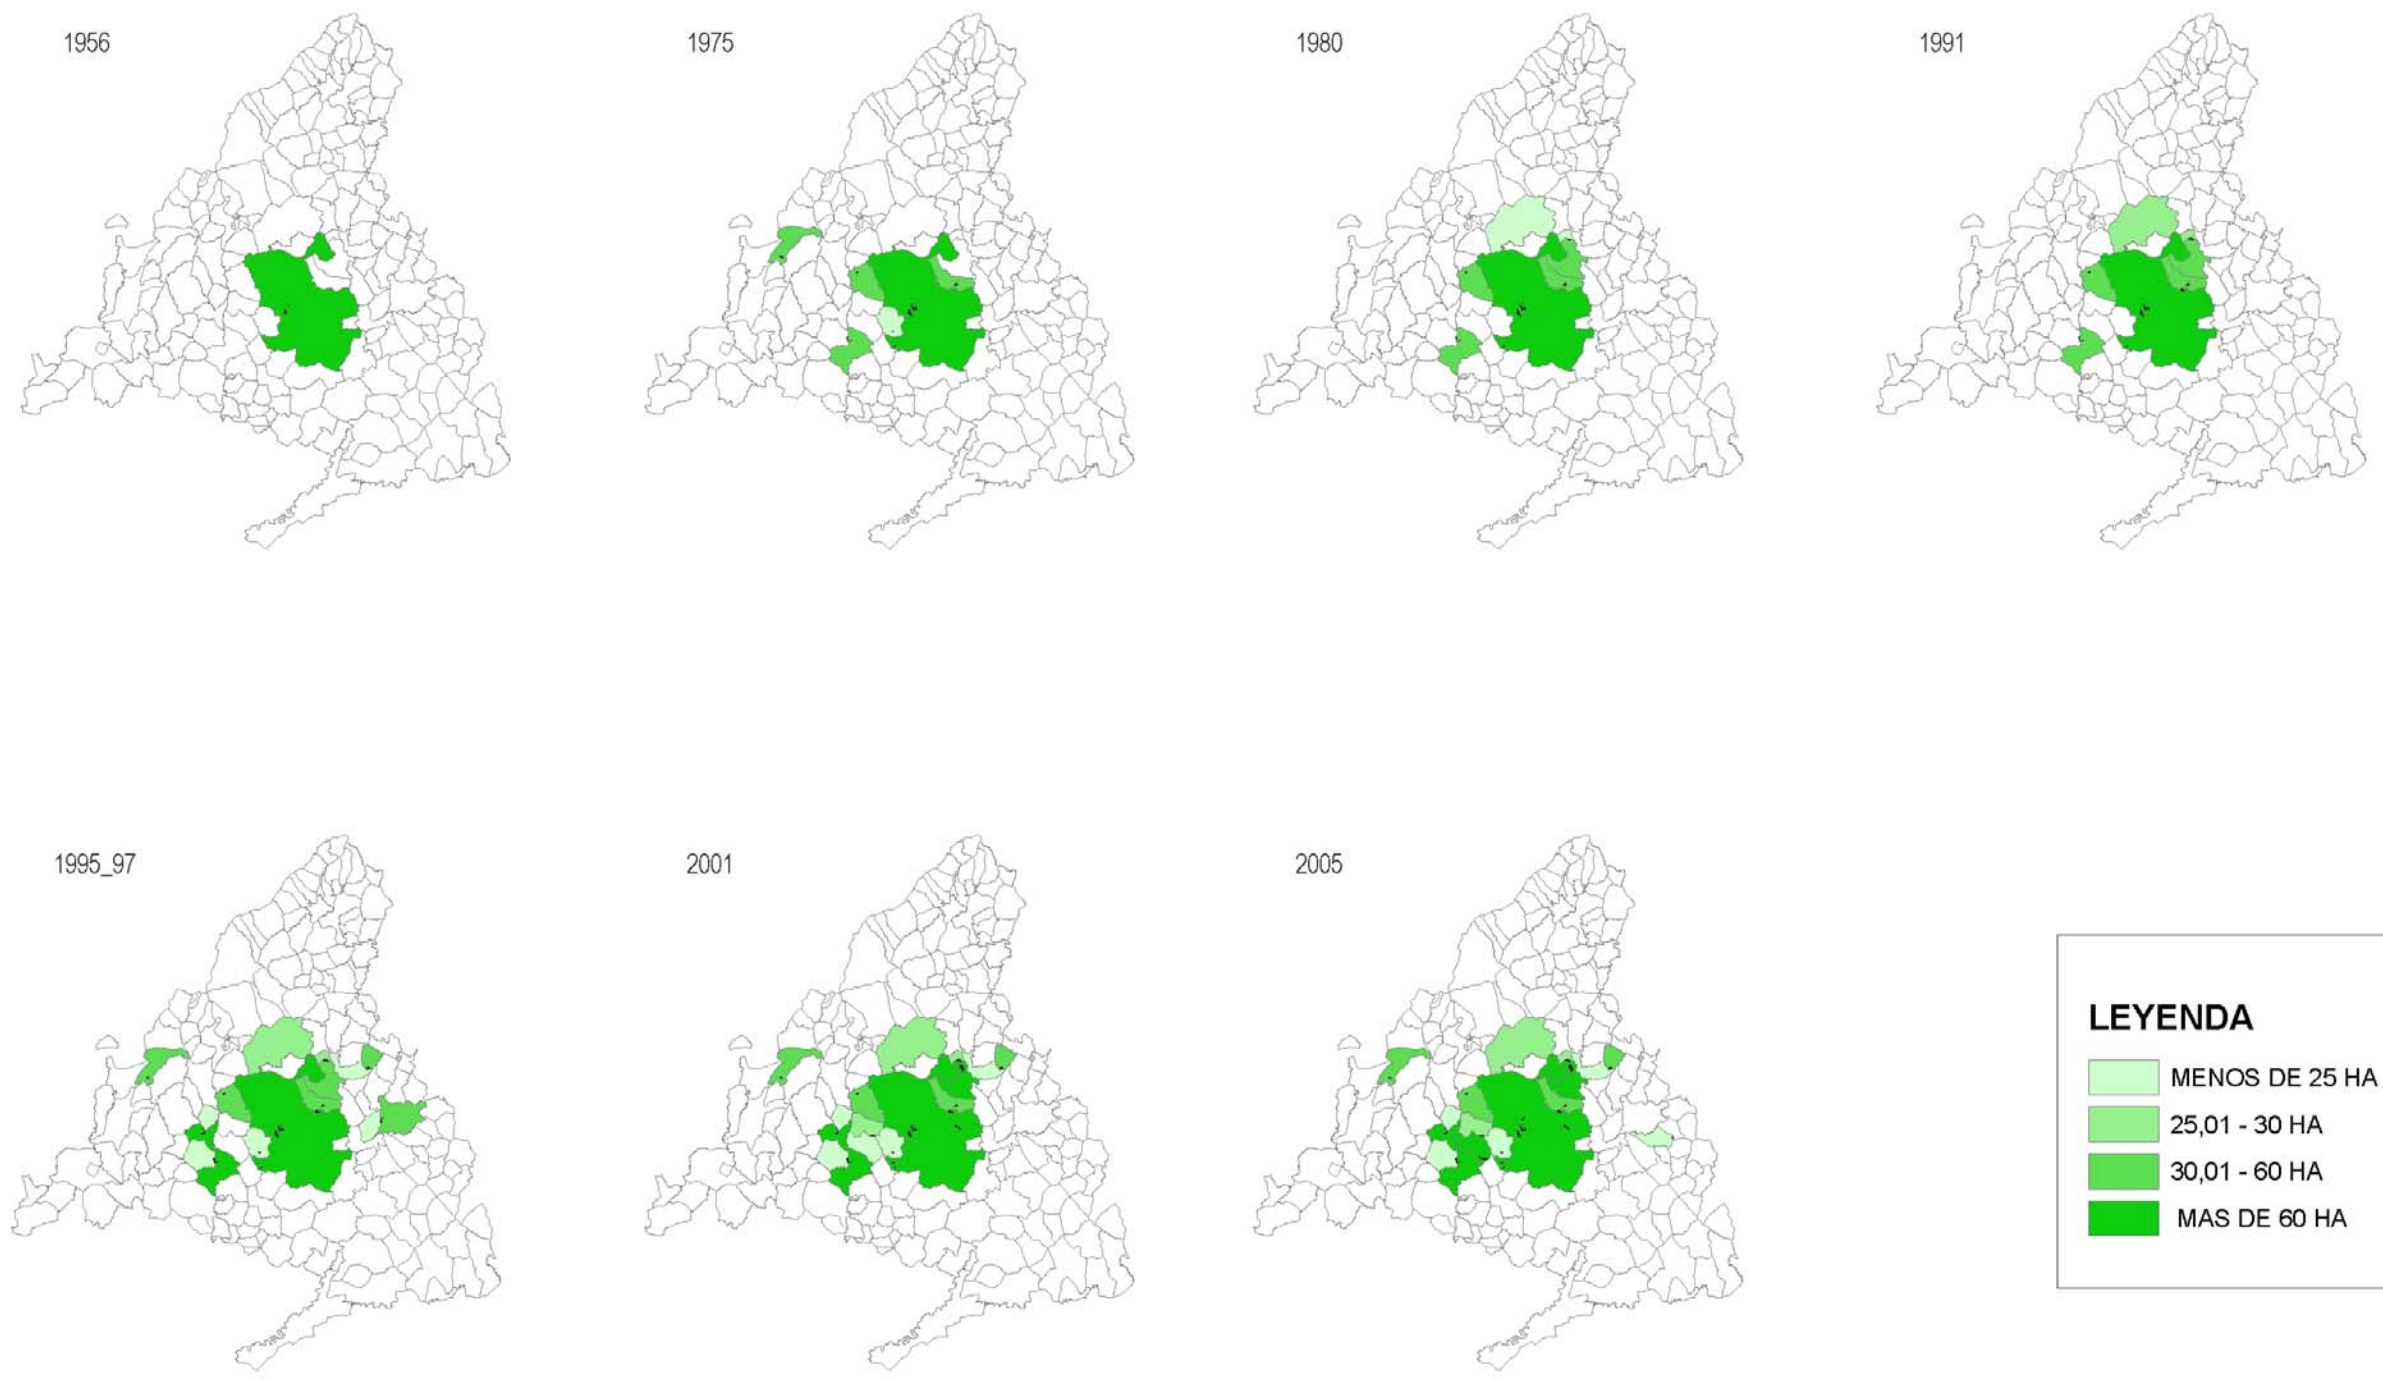 1956
1975
1980
1991
1995_97
2001
2005
LEYENDA
MENOS DE 25 HA
25,01 - 30 HA
30,01 - 60 HA
MAS DE 60 HA